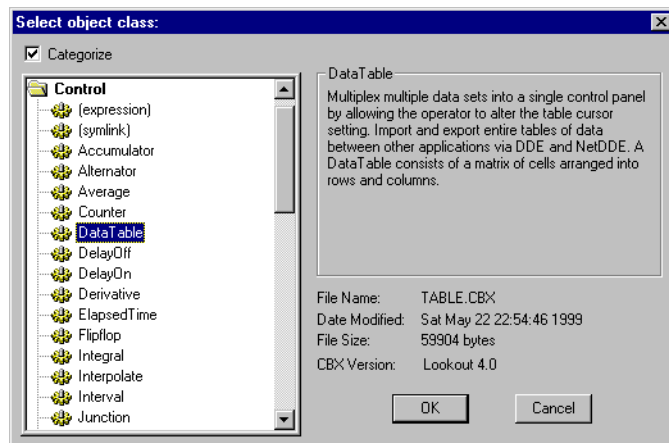 Select object class:
Categorize
Control
(expression)
(symlink)
Accumulator
Alternator
Average
Counter
DataTable
DelayOff
DelayOn
Derivative
ElapsedTime
Flipflop
Integral
Interpolate
Interval
Junction
DataTable
Multiplex multiple data sets into a single control panel
by allowing the operator to alter the table cursor
setting. Import and export entire tables of data
between other applications via DDE and NetDDE. A
DataTable consists of a matrix of cells arranged into
rows and columns.
File Name: TABLE.CBX
Date Modified: Sat May 22 22:54:46 1999
File Size: 59904 bytes
CBX Version: Lookout 4.0
OK Cancel